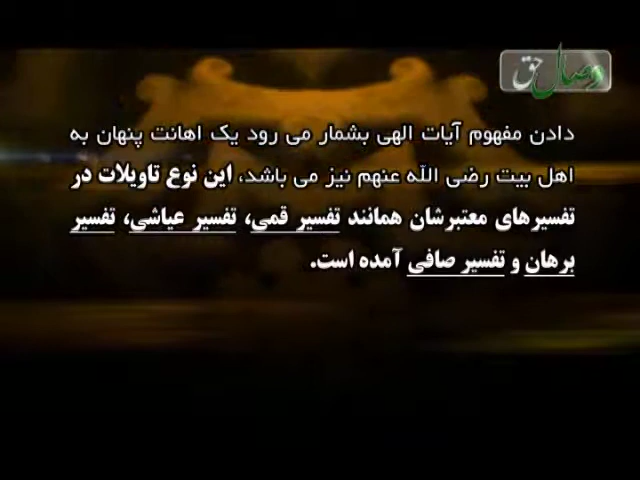 وصال حق
دادن مفهوم آیات الهی بشمار می رود یک اهانت پنهان به
اهل بیت رضی الله عنهم نیز می باشد، این نوع تاویلات در
تفسیرهای معتبرشان همانند تفسیر قمی، تفسیر عیاشی، تفسیر
برهان و تفسیر صافی آمده است.